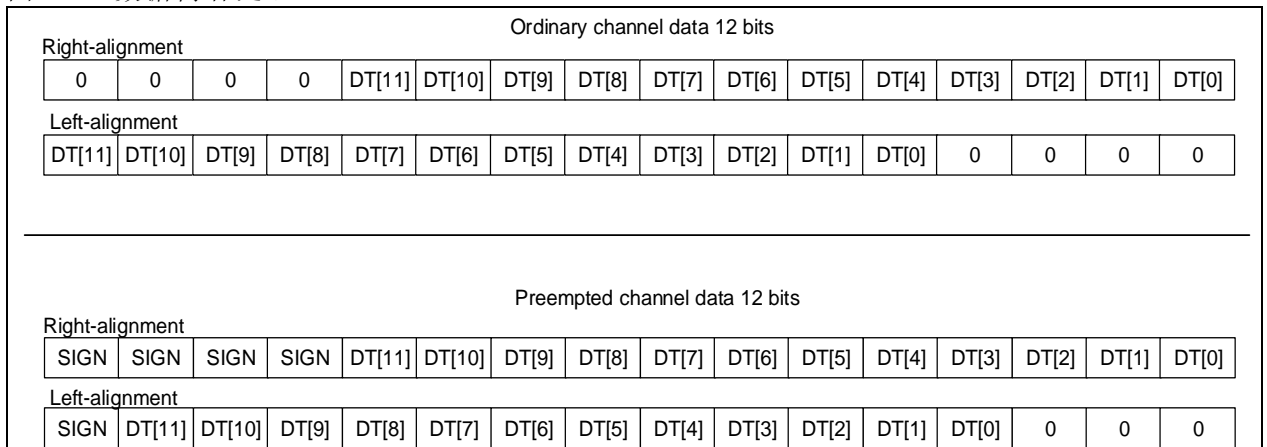 Ordinary channel data 12 bits
Right-alignment
0 0 0 0 DT[11] DT[10] DT[9] DT[8] DT[7] DT[6] DT[5] DT[4] DT[3] DT[2] DT[1] DT[0]
Left-alignment
DT[11] DT[10] DT[9] DT[8] DT[7] DT[6] DT[5] DT[4] DT[3] DT[2] DT[1] DT[0] 0 0 0 0
Preempted channel data 12 bits
Right-alignment
SIGN SIGN SIGN SIGN DT[11] DT[10] DT[9] DT[8] DT[7] DT[6] DT[5] DT[4] DT[3] DT[2] DT[1] DT[0]
Left-alignment
SIGN DT[11] DT[10] DT[9] DT[8] DT[7] DT[6] DT[5] DT[4] DT[3] DT[2] DT[1] DT[0] 0 0 0